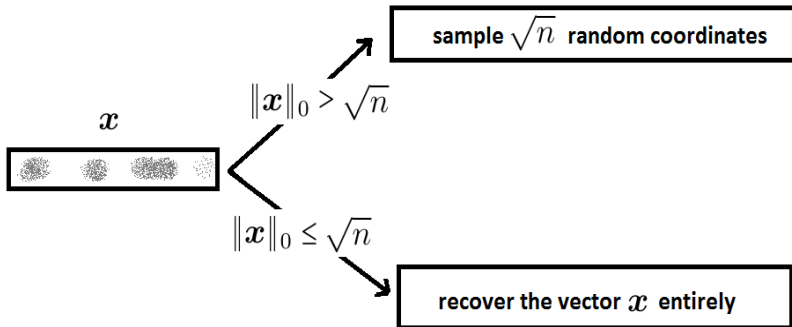 sample √n random coordinates
‖x‖₀ > √n
x
‖x‖₀ ≤ √n
recover the vector x entirely